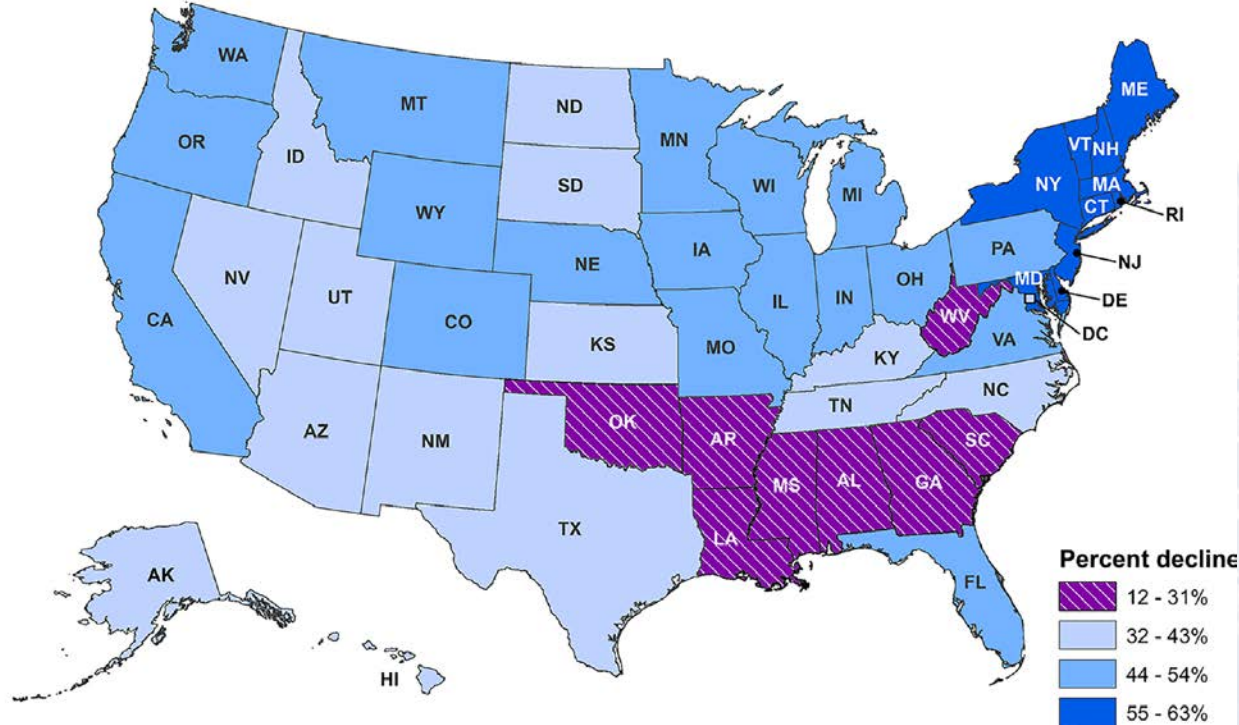 WA
MT
ND
MN
ME
OR
ID
SD
WI
MI
VT
NH
NY
MA
CT
RI
WY
IA
PA
NJ
NE
NV
UT
CO
IL
IN
OH
MD
DE
DC
WV
VA
CA
KS
MO
KY
NC
TN
AZ
NM
OK
AR
SC
MS
AL
GA
TX
LA
FL
AK
HI
Percent decline
12 - 31%
32 - 43%
44 - 54%
55 - 63%